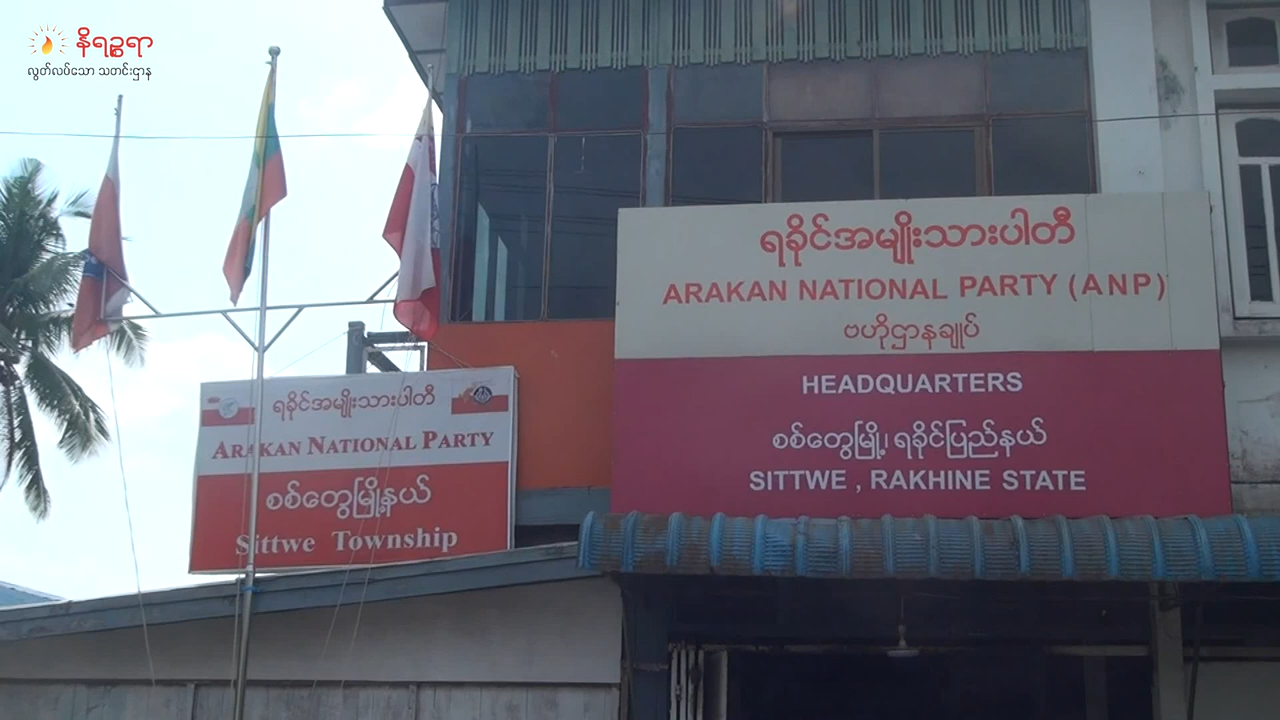 နိရဉ္စရာ
လွတ်လပ်သော သတင်းဌာန
ရခိုင်အမျိုးသားပါတီ
ARAKAN NATIONAL PARTY (ANP)
ဗဟိုဌာနချုပ်
HEADQUARTERS
စစ်တွေမြို့၊ ရခိုင်ပြည်နယ်
SITTWE , RAKHINE STATE
ရခိုင်အမျိုးသားပါတီ
ARAKAN NATIONAL PARTY
စစ်တွေမြို့နယ်
Sittwe Township